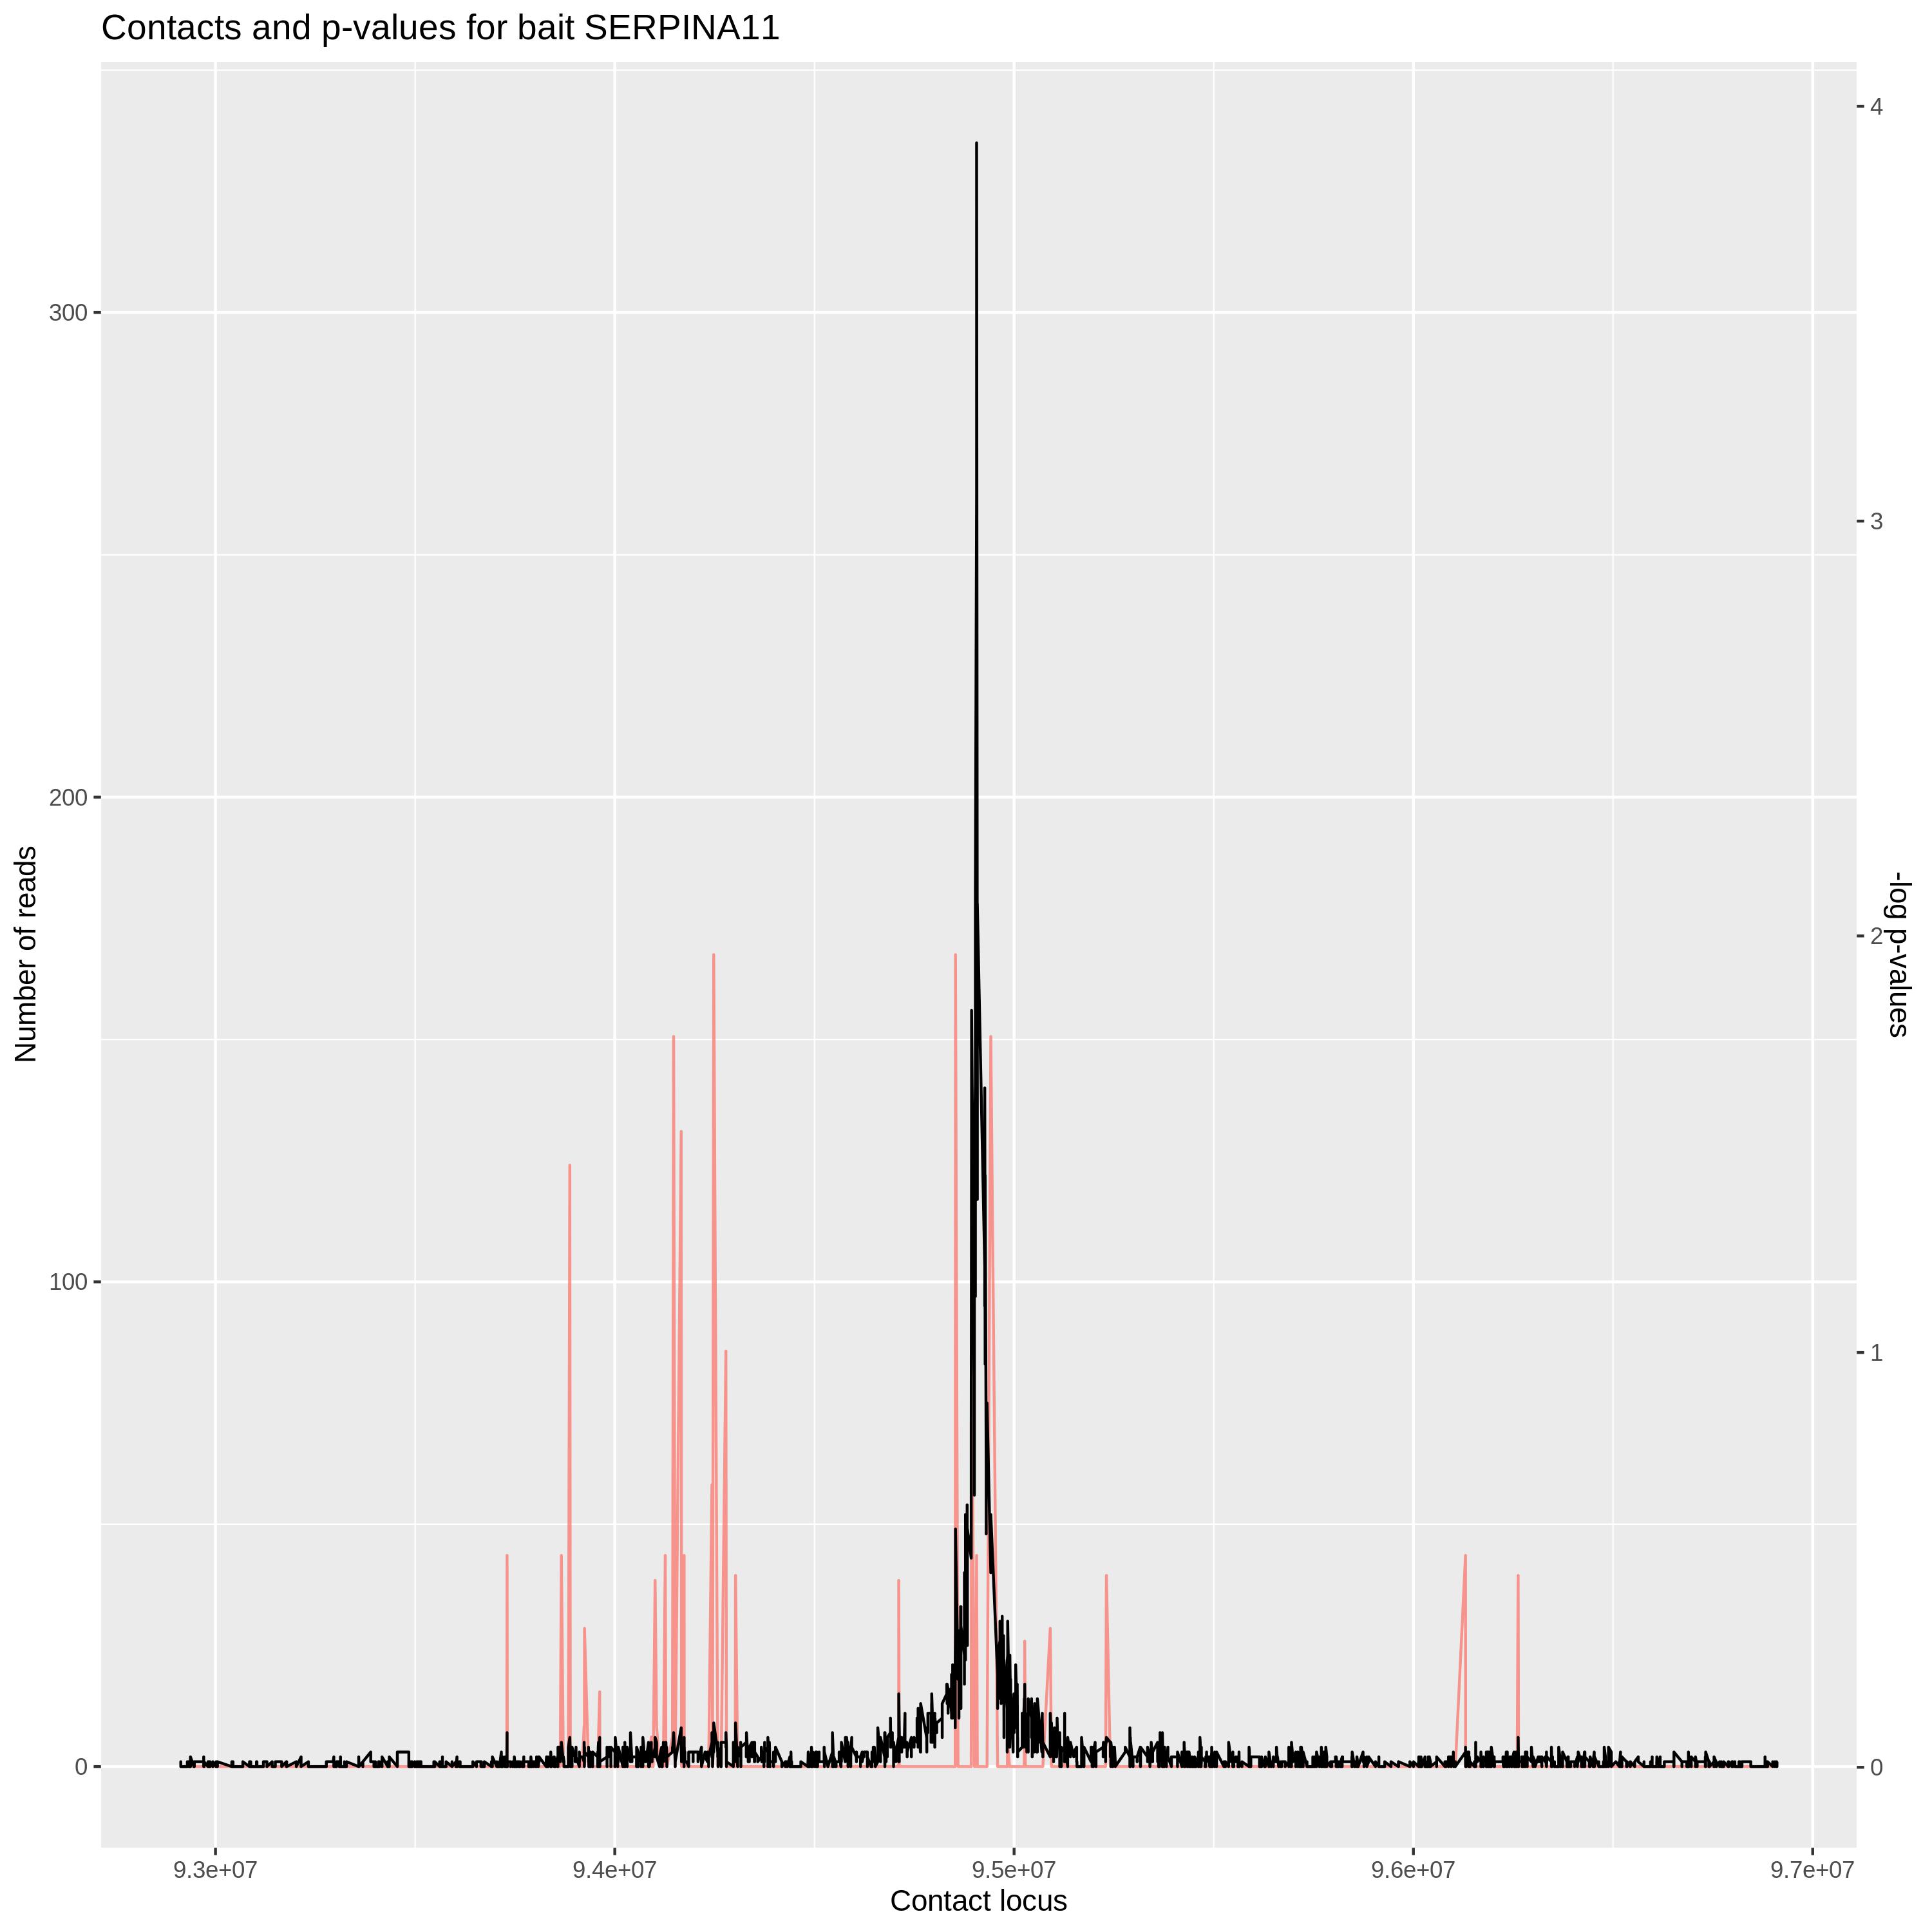 Contacts and p-values for bait SERPINA11
Number of reads
300
200
100
0
4
3
2
1
0
-log p-values
9.3e+07
9.4e+07
9.5e+07
9.6e+07
9.7e+07
Contact locus